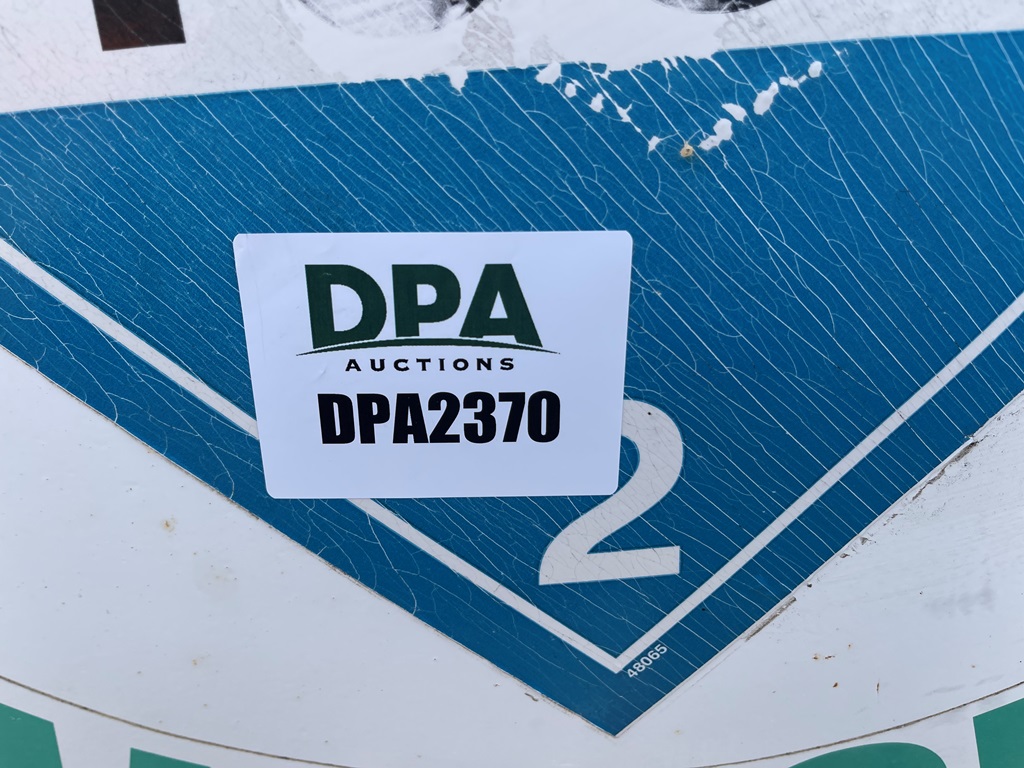 DPA
AUCTIONS
DPA2370
2
48065